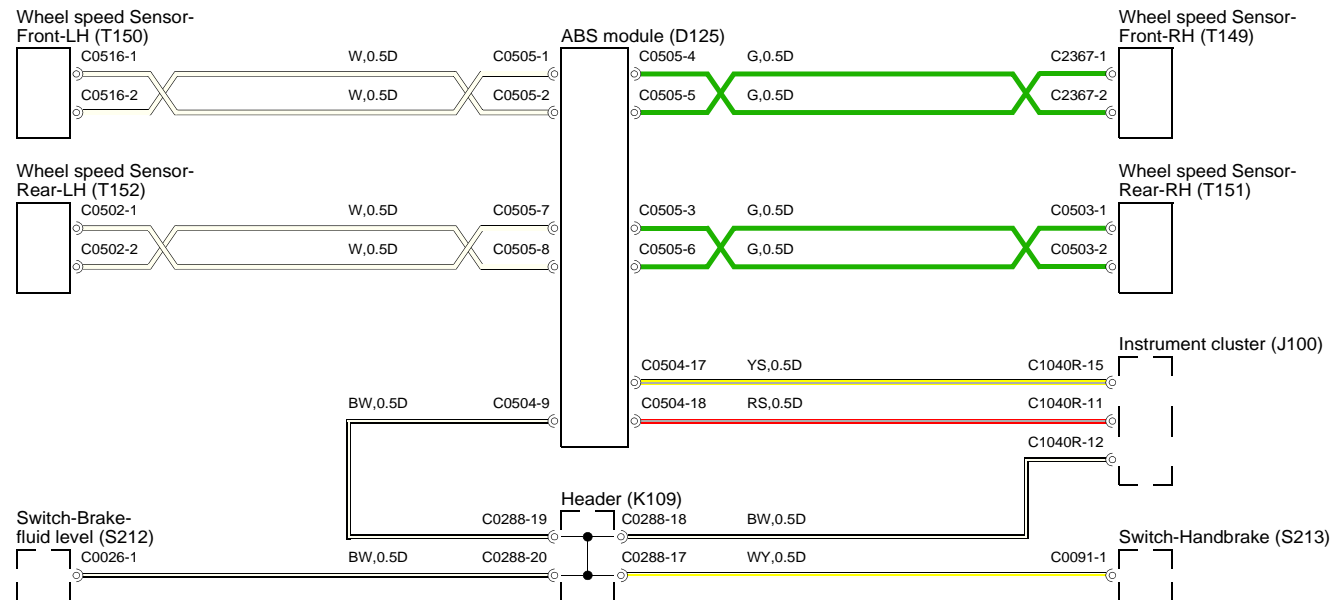 Wheel speed Sensor-
Front-LH (T150)
ABS module (D125)
Wheel speed Sensor-
Front-RH (T149)
C0516-1 W,0.5D C0505-1 C0505-4 G,0.5D C2367-1
C0516-2 W,0.5D C0505-2 C0505-5 G,0.5D C2367-2
Wheel speed Sensor-
Rear-LH (T152)
Wheel speed Sensor-
Rear-RH (T151)
C0502-1 W,0.5D C0505-7 C0505-3 G,0.5D C0503-1
C0502-2 W,0.5D C0505-8 C0505-6 G,0.5D C0503-2
Instrument cluster (J100)
C0504-17 YS,0.5D C1040R-15
BW,0.5D C0504-9 C0504-18 RS,0.5D C1040R-11
C1040R-12
Header (K109)
Switch-Brake-
fluid level (S212)
C0288-19 C0288-18 BW,0.5D
Switch-Handbrake (S213)
C0026-1 BW,0.5D C0288-20 C0288-17 WY,0.5D C0091-1